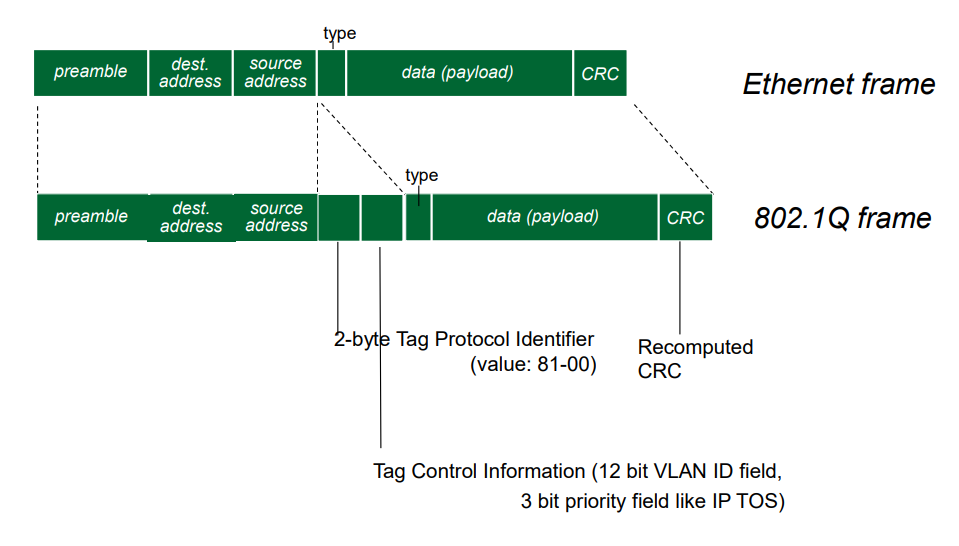 type
preamble
dest.
address
source
address
data (payload)
CRC
Ethernet frame
type
preamble
dest.
address
source
address
data (payload)
CRC
802.1Q frame
2-byte Tag Protocol Identifier
(value: 81-00)
Recomputed
CRC
Tag Control Information (12 bit VLAN ID field,
3 bit priority field like IP TOS)